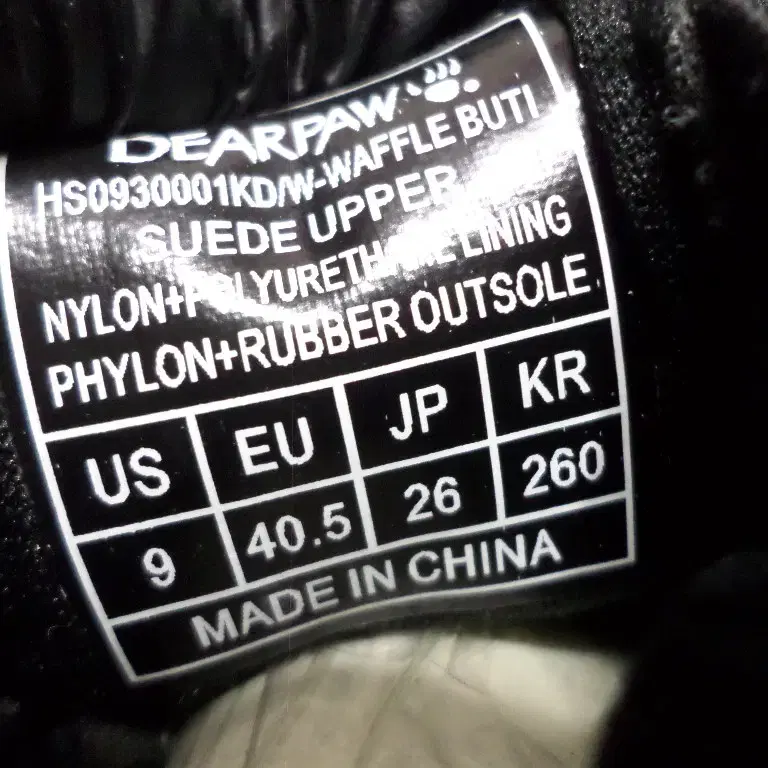 DEARPAW
HS0930001KD/W-WAFFLE BUTI
SUEDE UPPER
NYLON+POLYURETHANE LINING
PHYLON+RUBBER OUTSOLE
US EU JP KR
9 40.5 26 260
MADE IN CHINA